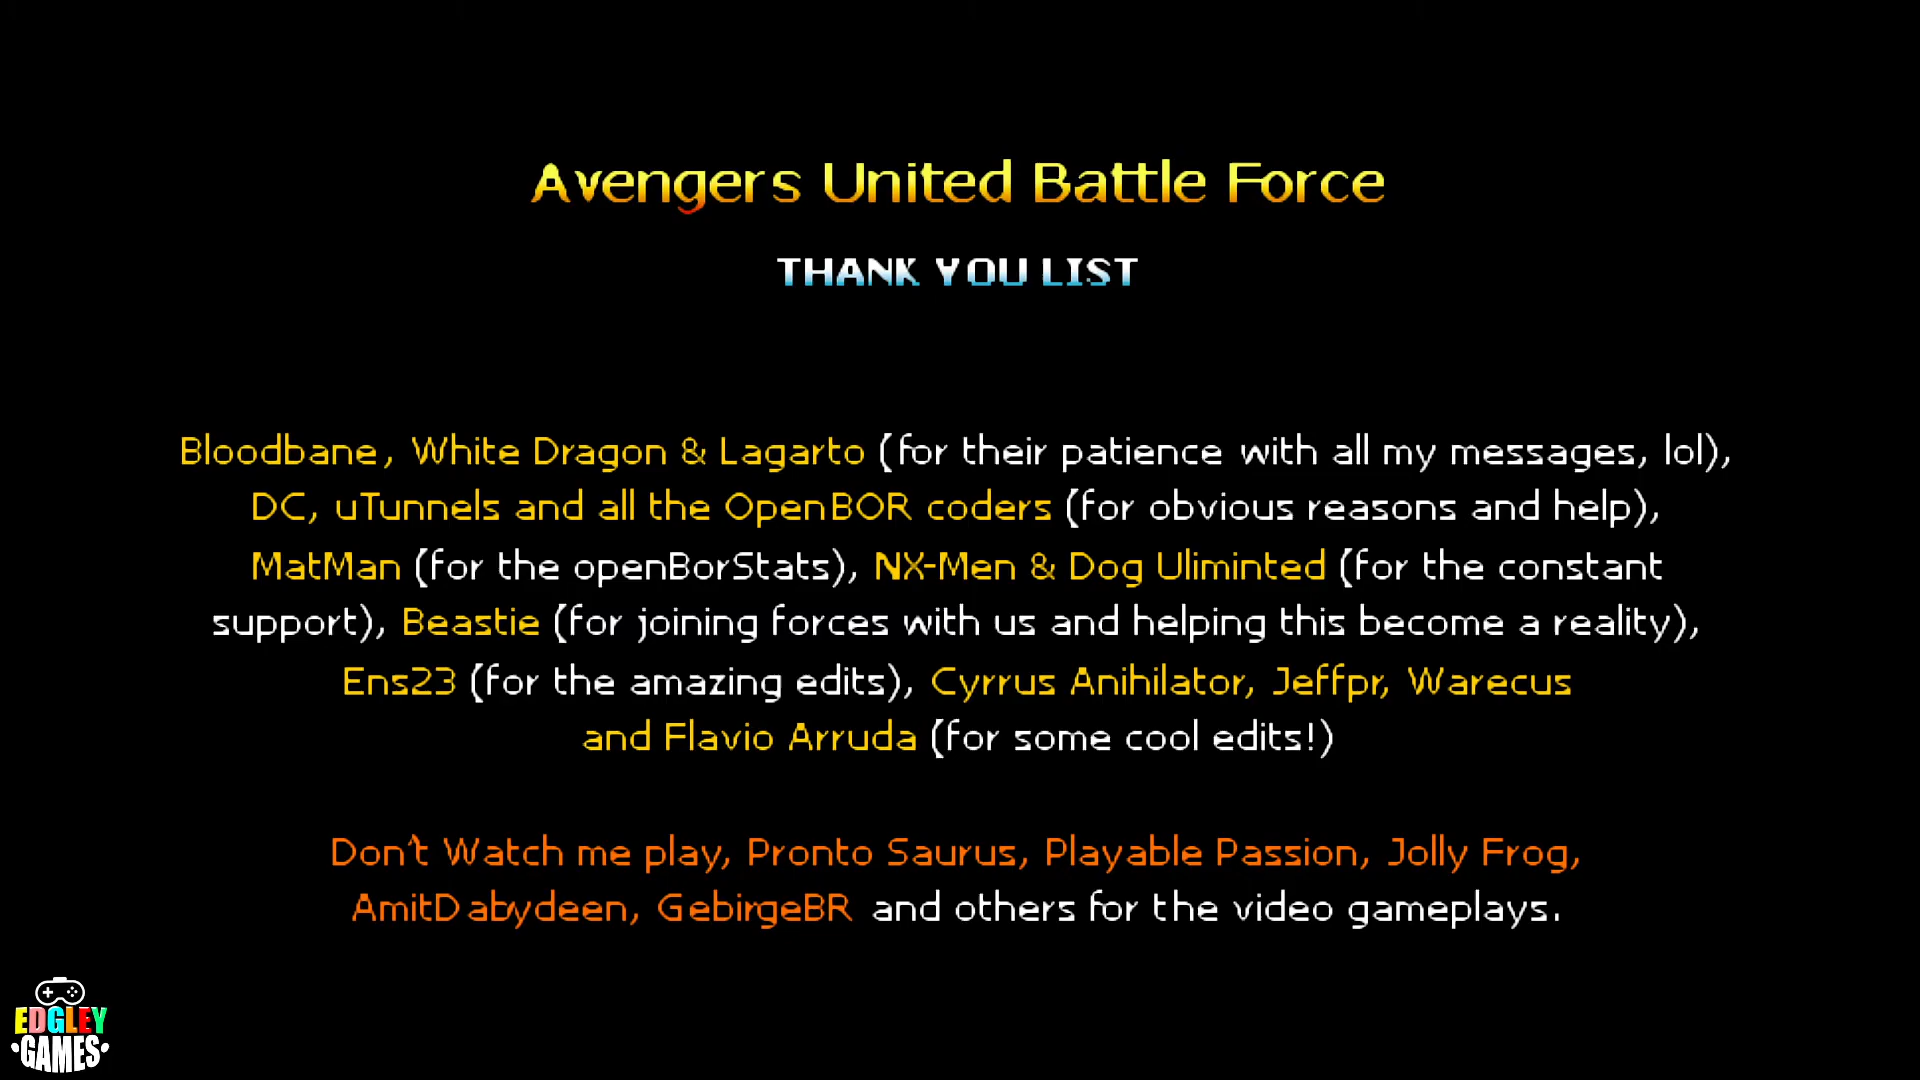 Avengers United Battle Force
THANK YOU LIST
Bloodbane, White Dragon & Lagarto (for their patience with all my messages, lol),
DC, uTunnels and all the OpenBOR coders (for obvious reasons and help),
MatMan (for the openBorStats), NX-Men & Dog Uliminted (for the constant
support), Beastie (for joining forces with us and helping this become a reality),
Ens23 (for the amazing edits), Cyrrus Anihilator, Jeffpr, Warecus
and Flavio Arruda (for some cool edits!)
Don't Watch me play, Pronto Saurus, Playable Passion, Jolly Frog,
AmitDabydeen, GebirgeBR and others for the video gameplays.
EDGLEY
GAMES